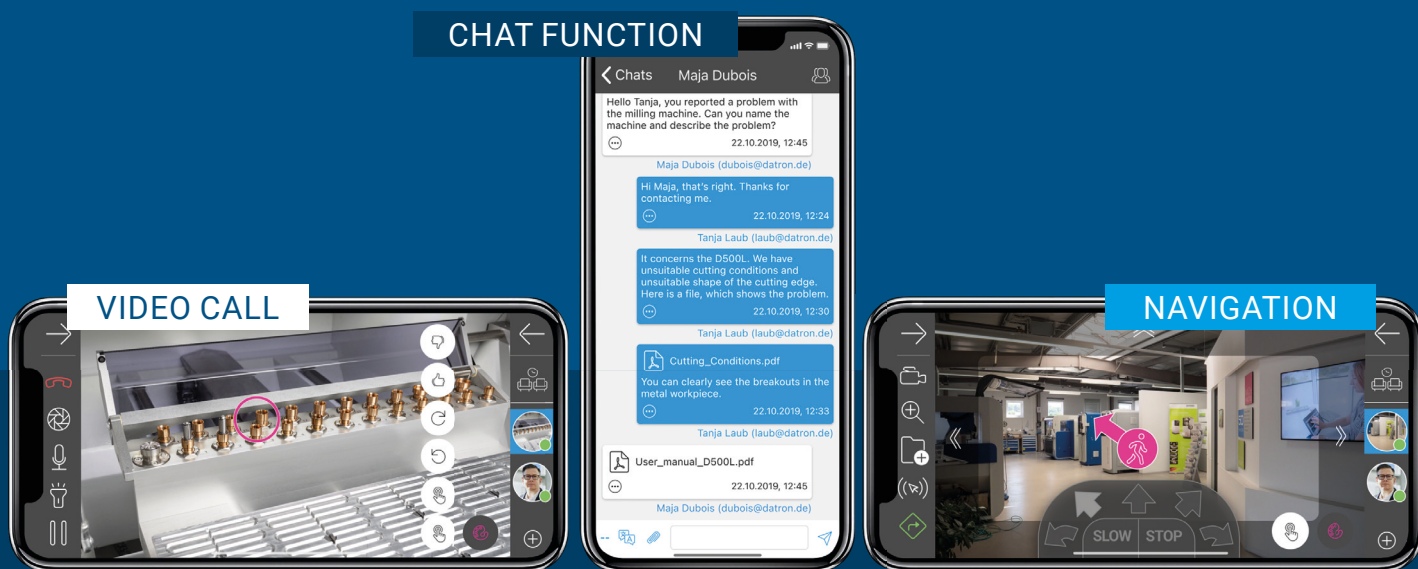 CHAT FUNCTION
Chats
Maja Dubois
Hello Tanja, you reported a problem with
the milling machine. Can you name the
machine and describe the problem?
22.10.2019, 12:45
Maja Dubois (dubois@datron.de)
Hi Maja, that's right. Thanks for
contacting me.
22.10.2019, 12:24
Tanja Laub (laub@datron.de)
It concerns the D500L. We have
unsuitable cutting conditions and
unsuitable shape of the cutting edge.
Here is a file, which shows the problem.
22.10.2019, 12:30
Tanja Laub (laub@datron.de)
Cutting_Conditions.pdf
You can clearly see the breakouts in the
metal workpiece.
22.10.2019, 12:33
Tanja Laub (laub@datron.de)
User_manual_D500L.pdf
22.10.2019, 12:45
Maja Dubois (dubois@datron.de)
VIDEO CALL
NAVIGATION
SLOW
STOP